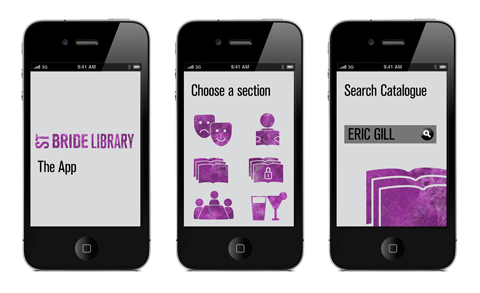 3G 9:41 AM
ST BRIDE LIBRARY
The App
3G 9:41 AM
Choose a section
3G 9:41 AM
Search Catalogue
ERIC GILL